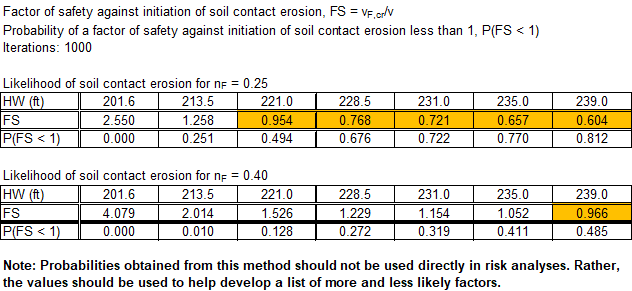 Factor of safety against initiation of soil contact erosion, FS = vF,cr/v
Probability of a factor of safety against initiation of soil contact erosion less than 1, P(FS < 1)
Iterations: 1000
Likelihood of soil contact erosion for nF = 0.25
HW (ft) 201.6 213.5 221.0 228.5 231.0 235.0 239.0
FS 2.550 1.258 0.954 0.768 0.721 0.657 0.604
P(FS < 1) 0.000 0.251 0.494 0.676 0.722 0.770 0.812
Likelihood of soil contact erosion for nF = 0.40
HW (ft) 201.6 213.5 221.0 228.5 231.0 235.0 239.0
FS 4.079 2.014 1.526 1.229 1.154 1.052 0.966
P(FS < 1) 0.000 0.010 0.128 0.272 0.319 0.411 0.485
Note: Probabilities obtained from this method should not be used directly in risk analyses. Rather,
the values should be used to help develop a list of more and less likely factors.